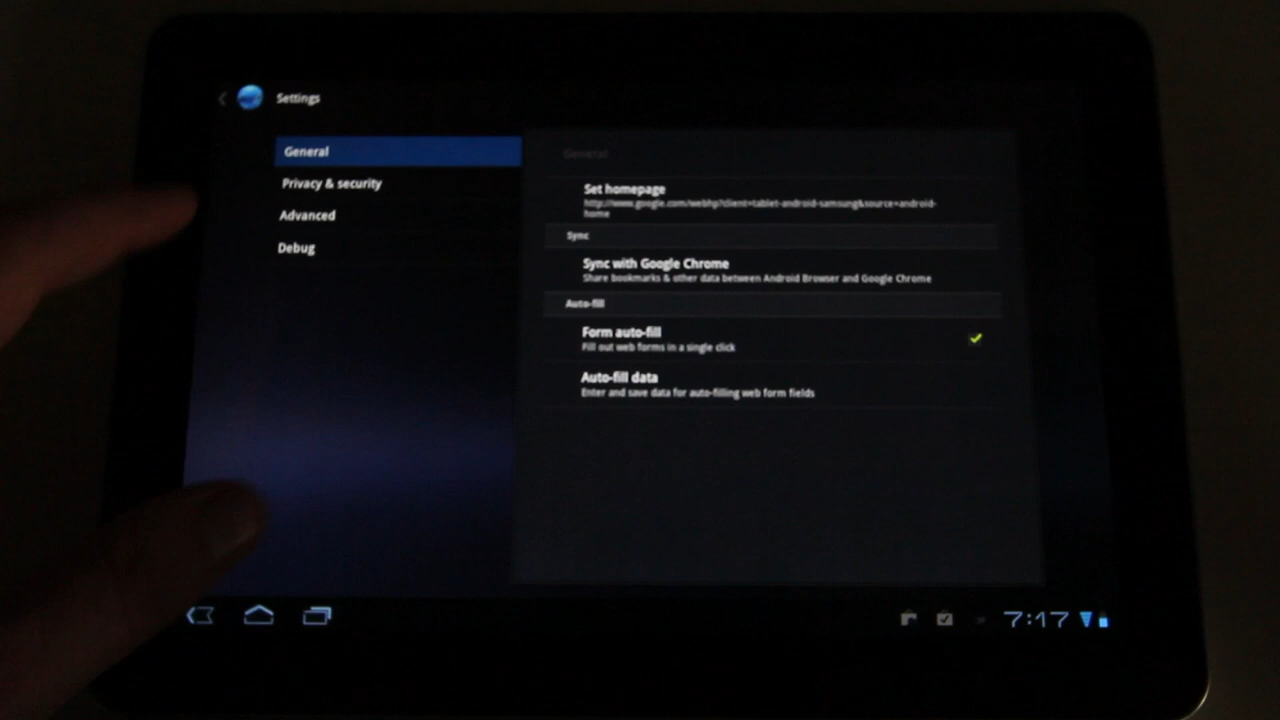 Settings
General
Privacy & security
Advanced
Debug
General
Set homepage
http://www.google.com/webhp?client=tablet-android-samsung&source=android-
home
Sync
Sync with Google Chrome
Share bookmarks & other data between Android Browser and Google Chrome
Auto-fill
Form auto-fill
Fill out web forms in a single click
Auto-fill data
Enter and save data for auto-filling web form fields
7:17